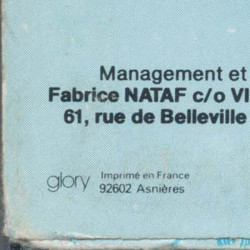 Management et
Fabrice NATAF c/o VI
61, rue de Belleville
glory Imprimé en France
92602 Asnières